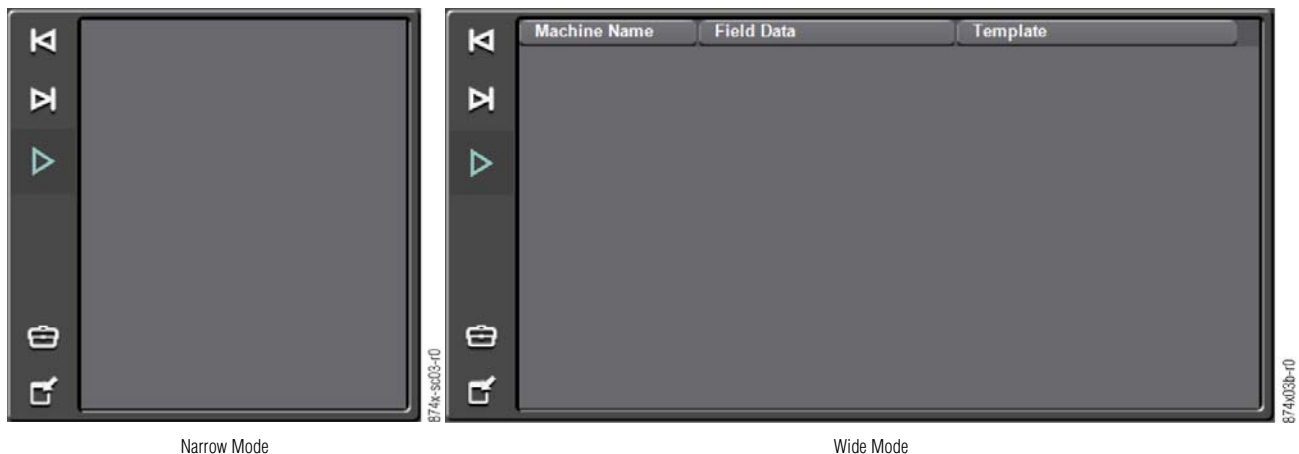 Machine Name Field Data Template
874x-sc03-r0
874x03b-r0
Narrow Mode
Wide Mode